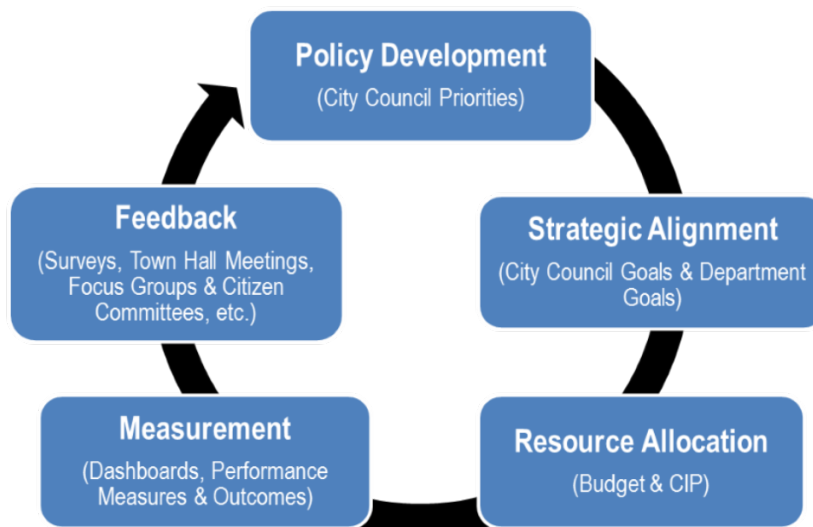 Policy Development
(City Council Priorities)
Strategic Alignment
(City Council Goals & Department
Goals)
Resource Allocation
(Budget & CIP)
Measurement
(Dashboards, Performance
Measures & Outcomes)
Feedback
(Surveys, Town Hall Meetings,
Focus Groups & Citizen
Committees, etc.)